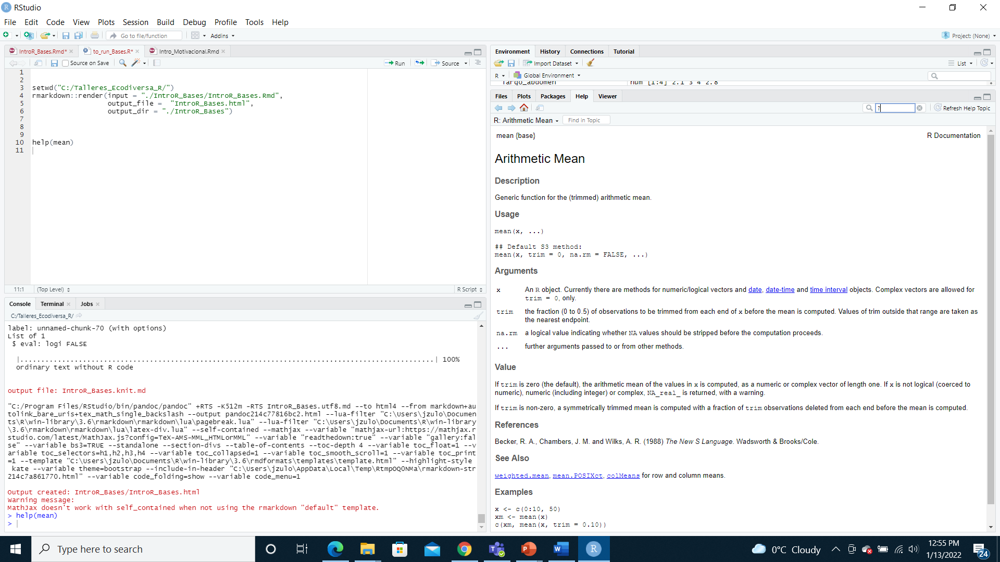 RStudio
File Edit Code View Plots Session Build Debug Profile Tools Help
Go to file/function Addins Project: (None)
IntroR_Bases.Rmd* to_run_Bases.R* Intro_Motivacional.Rmd
Source on Save Run Source
1
2
3 setwd("C:/Talleres_Ecodiversa_R/")
4 rmarkdown::render(input = "./IntroR_Bases/IntroR_Bases.Rmd",
5 output_file = "IntroR_Bases.html",
6 output_dir = "./IntroR_Bases")
7
8
9
10 help(mean)
11
11:1 (Top Level) R Script
Console Terminal Jobs
C:/Talleres_Ecodiversa_R/
label: unnamed-chunk-70 (with options)
List of 1
$ eval: logi FALSE
|..................................................................................................| 100%
ordinary text without R code
output file: IntroR_Bases.knit.md
"C:/Program Files/RStudio/bin/pandoc/pandoc" +RTS -K512m -RTS IntroR_Bases.utf8.md --to html4 --from markdown+au
tolink_bare_uris+tex_math_single_backslash --output pandoc214c77816bc2.html --lua-filter "C:\Users\jzulo\Documen
ts\R\win-library\3.6\rmarkdown\rmarkdown\lua\pagebreak.lua" --lua-filter "C:\Users\jzulo\Documents\R\win-library
\3.6\rmarkdown\rmarkdown\lua\latex-div.lua" --self-contained --mathjax --variable "mathjax-url:https://mathjax.r
studio.com/latest/MathJax.js?config=TeX-AMS-MML_HTMLorMML" --variable "readthedown:true" --variable "gallery:fal
se" --variable bs3=TRUE --standalone --section-divs --table-of-contents --toc-depth 4 --variable toc_float=1 --v
ariable toc_selectors=h1,h2,h3,h4 --variable toc_collapsed=1 --variable toc_smooth_scroll=1 --variable toc_print
=1 --template "C:\Users\jzulo\Documents\R\win-library\3.6\rmdformats\templates\template.html" --highlight-style
kate --variable theme=bootstrap --include-in-header "C:\Users\jzulo\AppData\Local\Temp\RtmpOQ0NMa\rmarkdown-str
214c7a861770.html" --variable code_folding=show --variable code_menu=1
Output created: IntroR_Bases/IntroR_Bases.html
Warning message:
MathJax doesn't work with self_contained when not using the rmarkdown "default" template.
> help(mean)
>
Environment History Connections Tutorial
Import Dataset List
R Global Environment
largo_abdomen num [1:4] 2.1 3 4 2.8
Files Plots Packages Help Viewer
? Refresh Help Topic
R: Arithmetic Mean Find in Topic
mean {base} R Documentation
Arithmetic Mean
Description
Generic function for the (trimmed) arithmetic mean.
Usage
mean(x, ...)
## Default S3 method:
mean(x, trim = 0, na.rm = FALSE, ...)
Arguments
x An R object. Currently there are methods for numeric/logical vectors and date, date-time and time interval objects. Complex vectors are allowed for
trim = 0, only.
trim the fraction (0 to 0.5) of observations to be trimmed from each end of x before the mean is computed. Values of trim outside that range are taken as
the nearest endpoint.
na.rm a logical value indicating whether NA values should be stripped before the computation proceeds.
... further arguments passed to or from other methods.
Value
If trim is zero (the default), the arithmetic mean of the values in x is computed, as a numeric or complex vector of length one. If x is not logical (coerced to
numeric), numeric (including integer) or complex, NA_real_ is returned, with a warning.
If trim is non-zero, a symmetrically trimmed mean is computed with a fraction of trim observations deleted from each end before the mean is computed.
References
Becker, R. A., Chambers, J. M. and Wilks, A. R. (1988) The New S Language. Wadsworth & Brooks/Cole.
See Also
weighted.mean, mean.POSIXct, colMeans for row and column means.
Examples
x <- c(0:10, 50)
xm <- mean(x)
c(xm, mean(x, trim = 0.10))
Type here to search
0°C Cloudy
12:55 PM
1/13/2022
24